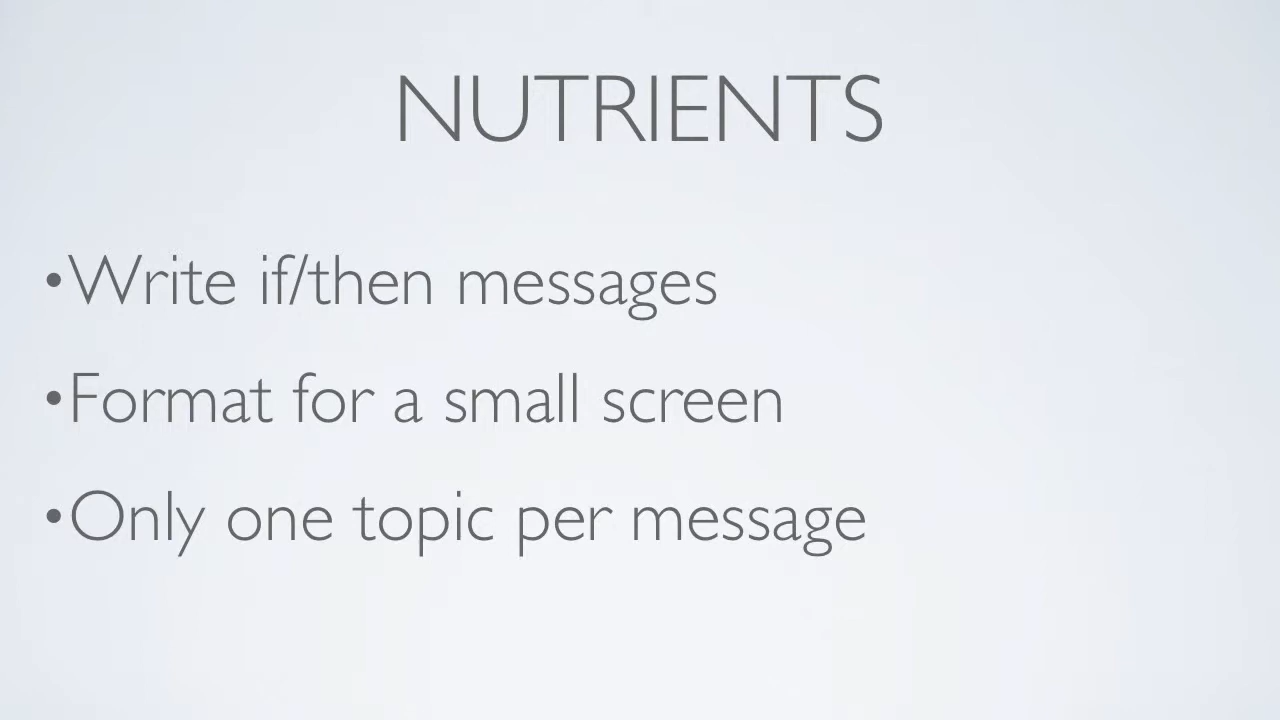 NUTRIENTS
•Write if/then messages
•Format for a small screen
•Only one topic per message